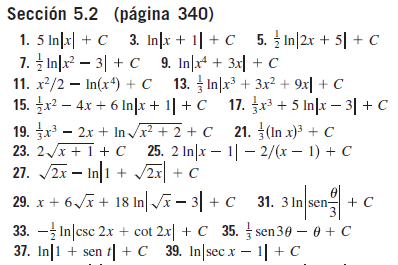 Sección 5.2 (página 340)
1. 5 ln|x| + C 3. ln|x + 1| + C 5. ½ ln|2x + 5| + C
7. ½ ln|x² − 3| + C 9. ln|x⁴ + 3x| + C
11. x²/2 − ln(x⁴) + C 13. ⅓ ln|x³ + 3x² + 9x| + C
15. ½x² − 4x + 6 ln|x + 1| + C 17. ⅓x³ + 5 ln|x − 3| + C
19. ⅓x³ − 2x + ln√(x² + 2) + C 21. ⅓(ln x)³ + C
23. 2√(x + 1) + C 25. 2 ln|x − 1| − 2/(x − 1) + C
27. √(2x) − ln|1 + √(2x)| + C
29. x + 6√x + 18 ln|√x − 3| + C 31. 3 ln|sen θ/3| + C
33. −½ ln|csc 2x + cot 2x| + C 35. ⅓ sen 3θ − θ + C
37. ln|1 + sen t| + C 39. ln|sec x − 1| + C